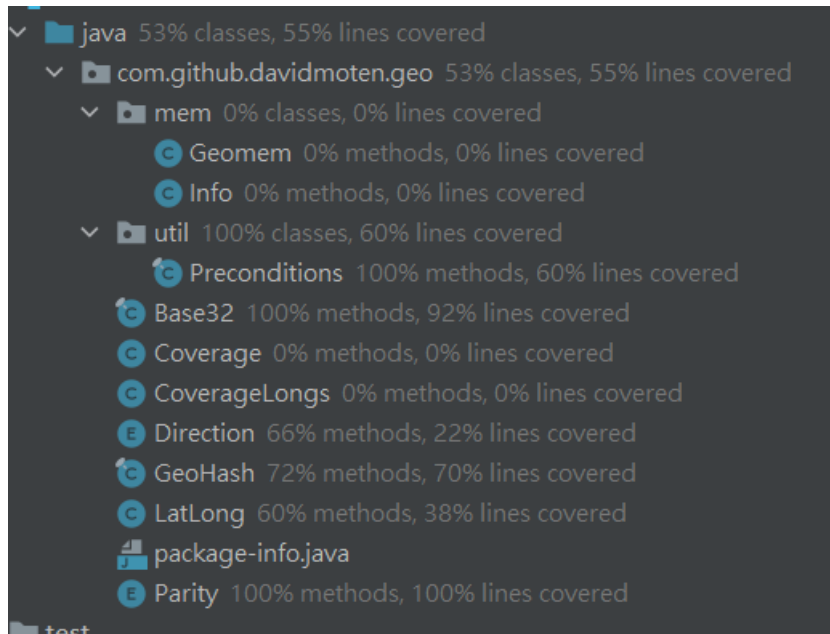 java 53% classes, 55% lines covered
com.github.davidmoten.geo 53% classes, 55% lines covered
mem 0% classes, 0% lines covered
Geomem 0% methods, 0% lines covered
Info 0% methods, 0% lines covered
util 100% classes, 60% lines covered
Preconditions 100% methods, 60% lines covered
Base32 100% methods, 92% lines covered
Coverage 0% methods, 0% lines covered
CoverageLongs 0% methods, 0% lines covered
Direction 66% methods, 22% lines covered
GeoHash 72% methods, 70% lines covered
LatLong 60% methods, 38% lines covered
package-info.java
Parity 100% methods, 100% lines covered
test